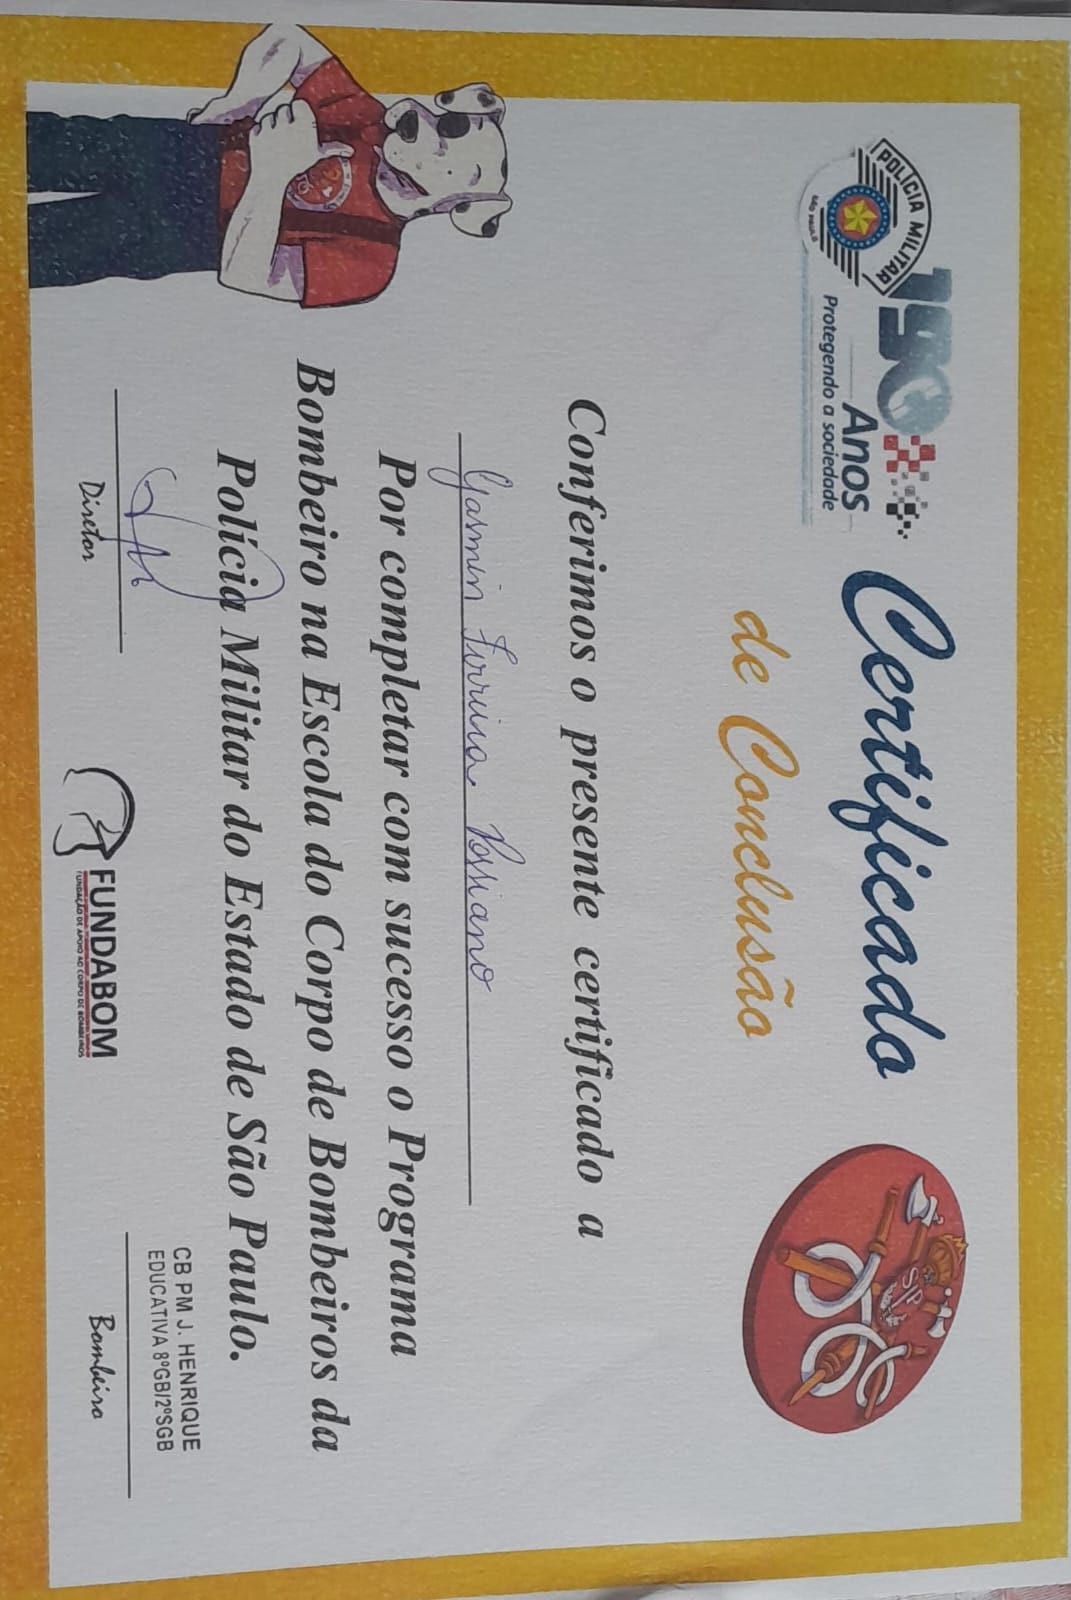 POLÍCIA MILITAR
SÃO PAULO
190 Anos
Protegendo a sociedade
Certificado
de Conclusão
SP
Conferimos o presente certificado a
Yasmin Ferreira Possiano
Por completar com sucesso o Programa
Bombeiro na Escola do Corpo de Bombeiros da
Polícia Militar do Estado de São Paulo.
Diretor
FUNDABOM
FUNDAÇÃO DE APOIO AO CORPO DE BOMBEIROS
CB PM J. HENRIQUE
EDUCATIVA 8ºGB/2ºSGB
Bombeiro